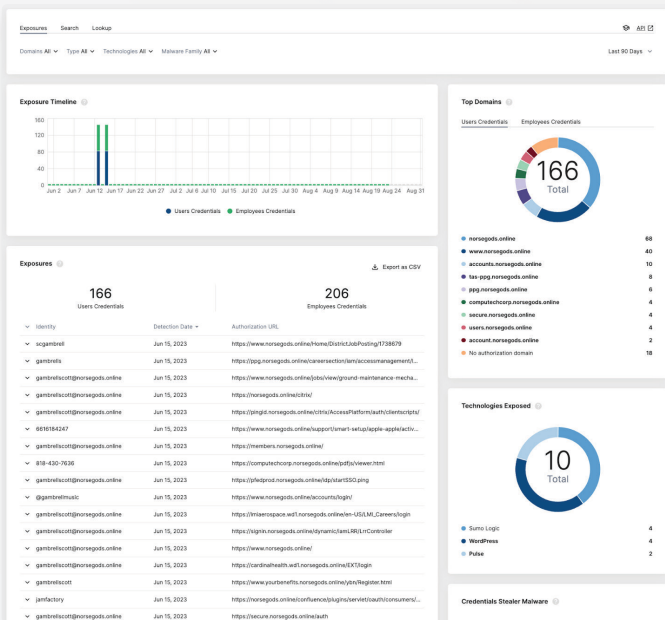 Exposures Search Lookup API
Domains All Type All Technologies All Malware Family All Last 90 Days
Exposure Timeline
160
120
80
40
0
Jun 2 Jun 7 Jun 12 Jun 17 Jun 22 Jun 27 Jul 2 Jul 6 Jul 10 Jul 15 Jul 20 Jul 25 Jul 30 Aug 4 Aug 9 Aug 14 Aug 19 Aug 24 Aug 31
Users Credentials Employees Credentials
Exposures
Export as CSV
166 206
Users Credentials Employees Credentials
Identity Detection Date Authorization URL
scgambrell Jun 15, 2023 https://www.norsegods.online/Home/DistrictJobPosting/1738679
gambrells Jun 15, 2023 https://ppg.norsegods.online/careersection/iam/accessmanagement/l...
gambrellscott@norsegods.online Jun 15, 2023 https://www.norsegods.online/jobs/view/ground-maintenance-mecha...
gambrellscott@norsegods.online Jun 15, 2023 https://norsegods.online/citrix/
gambrellscott@norsegods.online Jun 15, 2023 https://pingid.norsegods.online/citrix/AccessPlatform/auth/clientscripts/
6616184247 Jun 15, 2023 https://www.norsegods.online/support/smart-setup/apple-apple/activ...
gambrellscott@norsegods.online Jun 15, 2023 https://members.norsegods.online/
818-430-7636 Jun 15, 2023 https://computechcorp.norsegods.online/pdfjs/viewer.html
gambrellscott@norsegods.online Jun 15, 2023 https://pfedprod.norsegods.online/idp/startSSO.ping
@gambrellmusic Jun 15, 2023 https://www.norsegods.online/accounts/login/
gambrellscott@norsegods.online Jun 15, 2023 https://lmiaerospace.wd1.norsegods.online/en-US/LMI_Careers/login
gambrellscott@norsegods.online Jun 15, 2023 https://signin.norsegods.online/dynamic/iamLRR/LrrController
gambrellscott@norsegods.online Jun 15, 2023 https://www.norsegods.online/
gambrellscott@norsegods.online Jun 15, 2023 https://cardinalhealth.wd1.norsegods.online/EXT/login
gambrellscott Jun 15, 2023 https://www.yourbenefits.norsegods.online/ybn/Register.html
jamfactory Jun 15, 2023 https://norsegods.online/confluence/plugins/servlet/oauth/consumers/...
gambrellscott@norsegods.online Jun 15, 2023 https://secure.norsegods.online/auth
Top Domains
Users Credentials Employees Credentials
166
Total
norsegods.online 68
www.norsegods.online 40
accounts.norsegods.online 10
tas-ppg.norsegods.online 8
ppg.norsegods.online 6
computechcorp.norsegods.online 4
secure.norsegods.online 4
users.norsegods.online 4
account.norsegods.online 2
No authorization domain 18
Technologies Exposed
10
Total
Sumo Logic 4
WordPress 4
Pulse 2
Credentials Stealer Malware